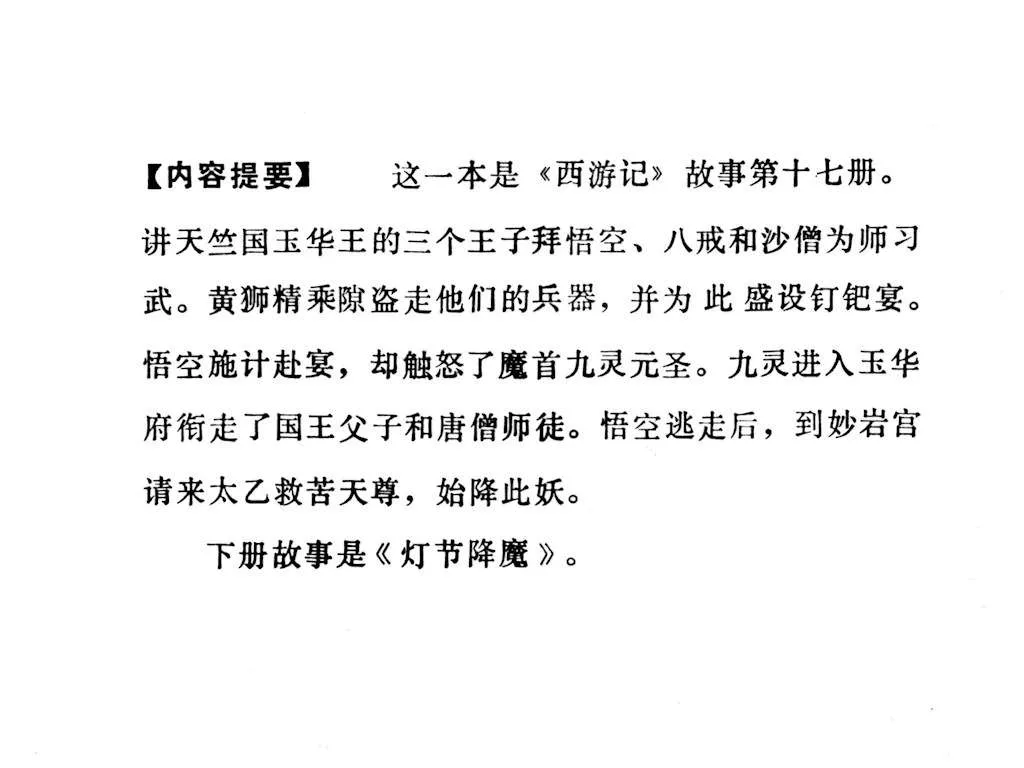 【内容提要】 这一本是《西游记》故事第十七册。
讲天竺国玉华王的三个王子拜悟空、八戒和沙僧为师习
武。黄狮精乘隙盗走他们的兵器，并为此盛设钉钯宴。
悟空施计赴宴，却触怒了魔首九灵元圣。九灵进入玉华
府衔走了国王父子和唐僧师徒。悟空逃走后，到妙岩宫
请来太乙救苦天尊，始降此妖。
下册故事是《灯节降魔》。